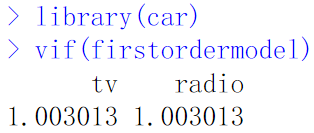 > library(car)
> vif(firstordermodel)
      tv    radio
1.003013 1.003013